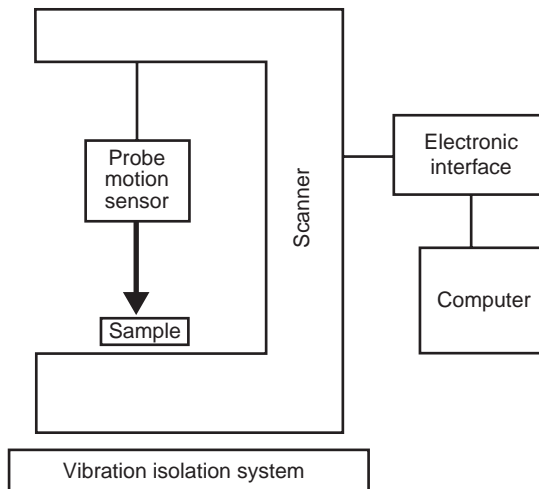 Probe
motion
sensor
Sample
Scanner
Electronic
interface
Computer
Vibration isolation system